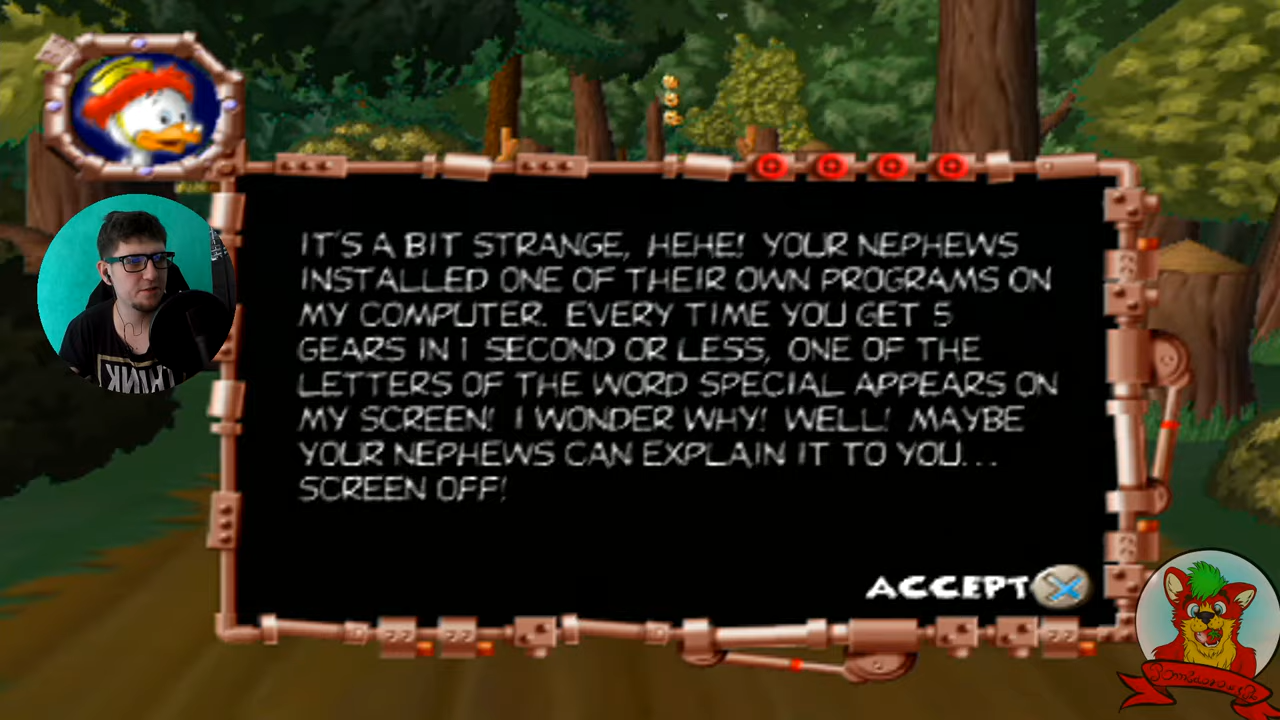 IT'S A BIT STRANGE, HEHE! YOUR NEPHEWS
INSTALLED ONE OF THEIR OWN PROGRAMS ON
MY COMPUTER. EVERY TIME YOU GET 5
GEARS IN 1 SECOND OR LESS, ONE OF THE
LETTERS OF THE WORD SPECIAL APPEARS ON
MY SCREEN! I WONDER WHY! WELL! MAYBE
YOUR NEPHEWS CAN EXPLAIN IT TO YOU...
SCREEN OFF!
ACCEPT